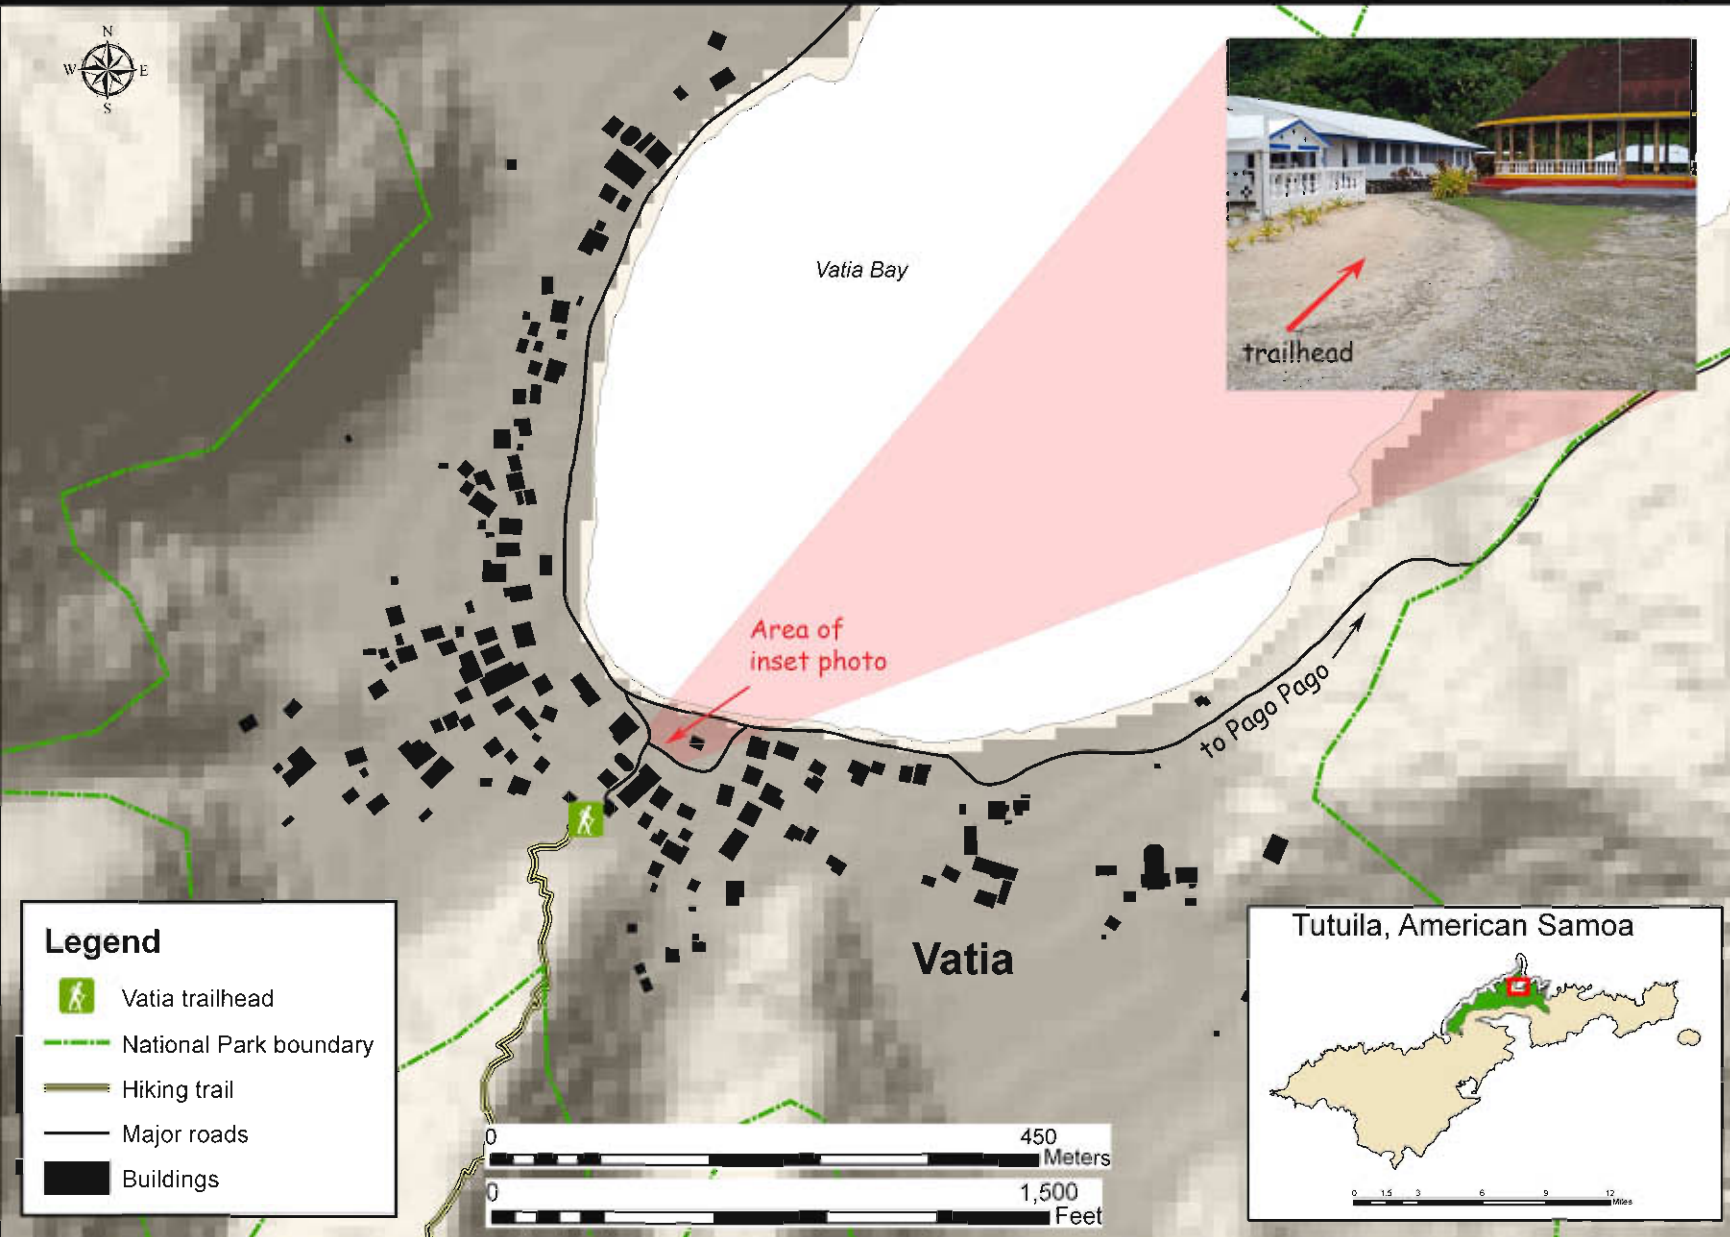 N
W E
S
Vatia Bay
trailhead
Area of
inset photo
to Pago Pago
Vatia
Legend
Vatia trailhead
National Park boundary
Hiking trail
Major roads
Buildings
0 450
Meters
0 1,500
Feet
Tutuila, American Samoa
0 1.5 3 6 9 12
Miles